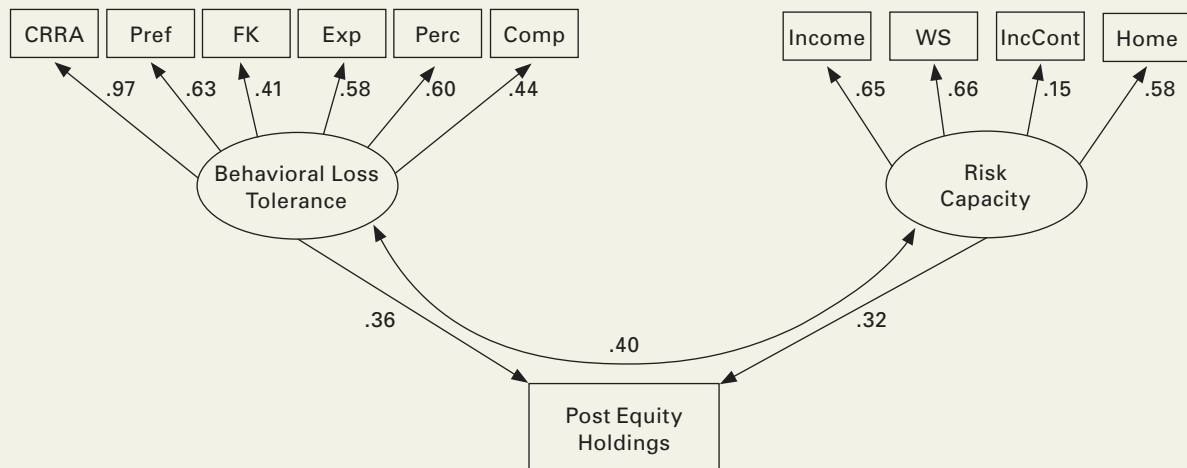 CRRA
Pref
FK
Exp
Perc
Comp
Income
WS
IncCont
Home
.97
.63
.41
.58
.60
.44
.65
.66
.15
.58
Behavioral Loss
Tolerance
Risk
Capacity
.36
.40
.32
Post Equity
Holdings